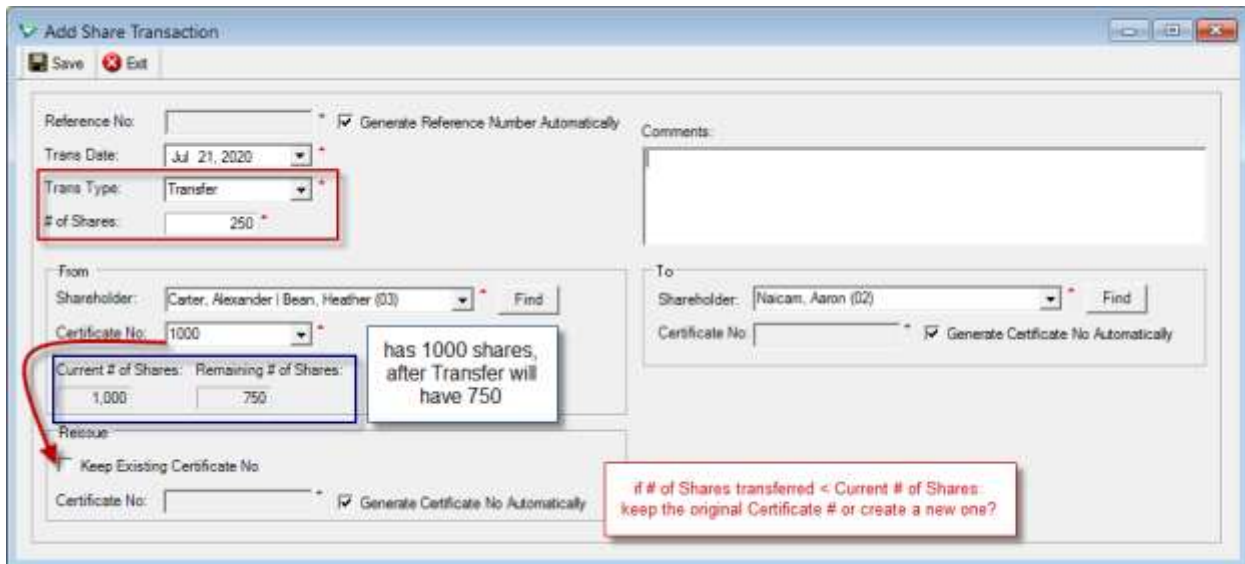 Add Share Transaction
Save Exit
Reference No: * Generate Reference Number Automatically
Comments:
Trans Date: Jul 21, 2020 *
Trans Type: Transfer *
# of Shares: 250 *
From
Shareholder: Carter, Alexander | Bean, Heather (03) * Find
Certificate No: 1000 *
Current # of Shares: Remaining # of Shares:
1,000 750
has 1000 shares,
after Transfer will
have 750
To
Shareholder: Naicam, Aaron (02) * Find
Certificate No * Generate Certificate No Automatically
Reissue
Keep Existing Certificate No
Certificate No: * Generate Certificate No Automatically
if # of Shares transferred < Current # of Shares:
keep the original Certificate # or create a new one?